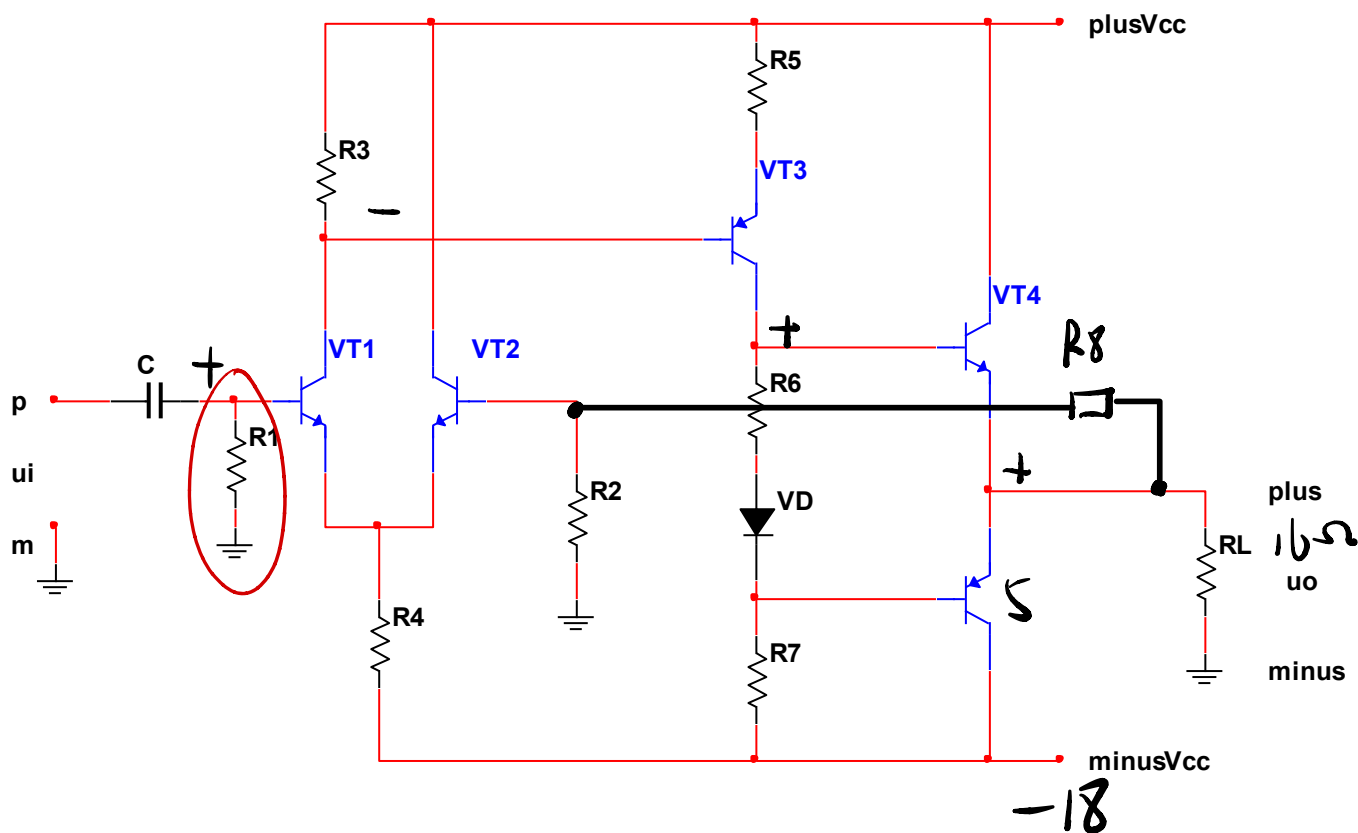 plusVcc
R5
R3
VT3
−
VT4
C
+
VT1
VT2
+
R8
p
R6
R1
+
ui
R2
VD
plus
m
RL
16Ω
uo
5
R4
R7
minus
minusVcc
−18